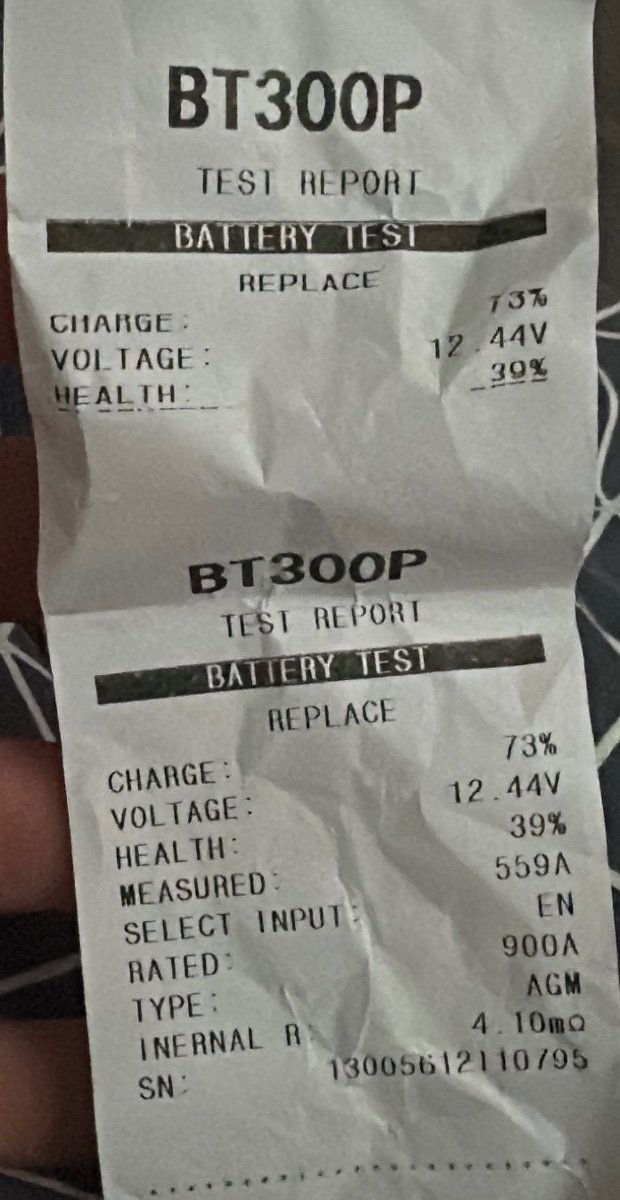 BT300P
TEST REPORT
BATTERY TEST
REPLACE
CHARGE: 73%
VOLTAGE: 12.44V
HEALTH: 39%
BT300P
TEST REPORT
BATTERY TEST
REPLACE
CHARGE: 73%
VOLTAGE: 12.44V
HEALTH: 39%
MEASURED: 559A
SELECT INPUT: EN
RATED: 900A
TYPE: AGM
INERNAL R: 4.10mΩ
SN: 13005612110795